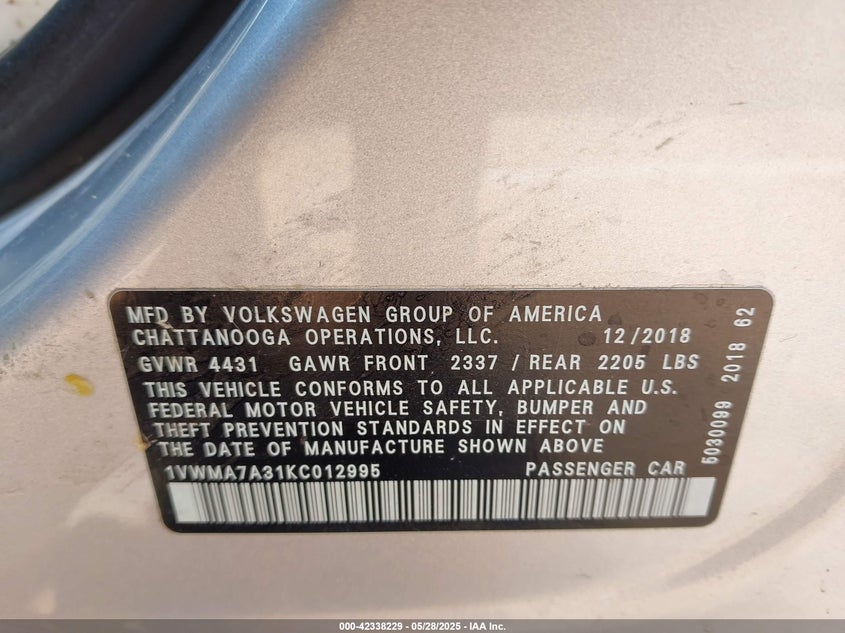 MFD BY VOLKSWAGEN GROUP OF AMERICA
CHATTANOOGA OPERATIONS, LLC. 12/2018
GVWR 4431 GAWR FRONT 2337 / REAR 2205 LBS
THIS VEHICLE CONFORMS TO ALL APPLICABLE U.S.
FEDERAL MOTOR VEHICLE SAFETY, BUMPER AND
THEFT PREVENTION STANDARDS IN EFFECT ON
THE DATE OF MANUFACTURE SHOWN ABOVE
1VWMA7A31KC012995 PASSENGER CAR
5030099 2018 62
000-42338229 - 05/28/2025 - IAA Inc.